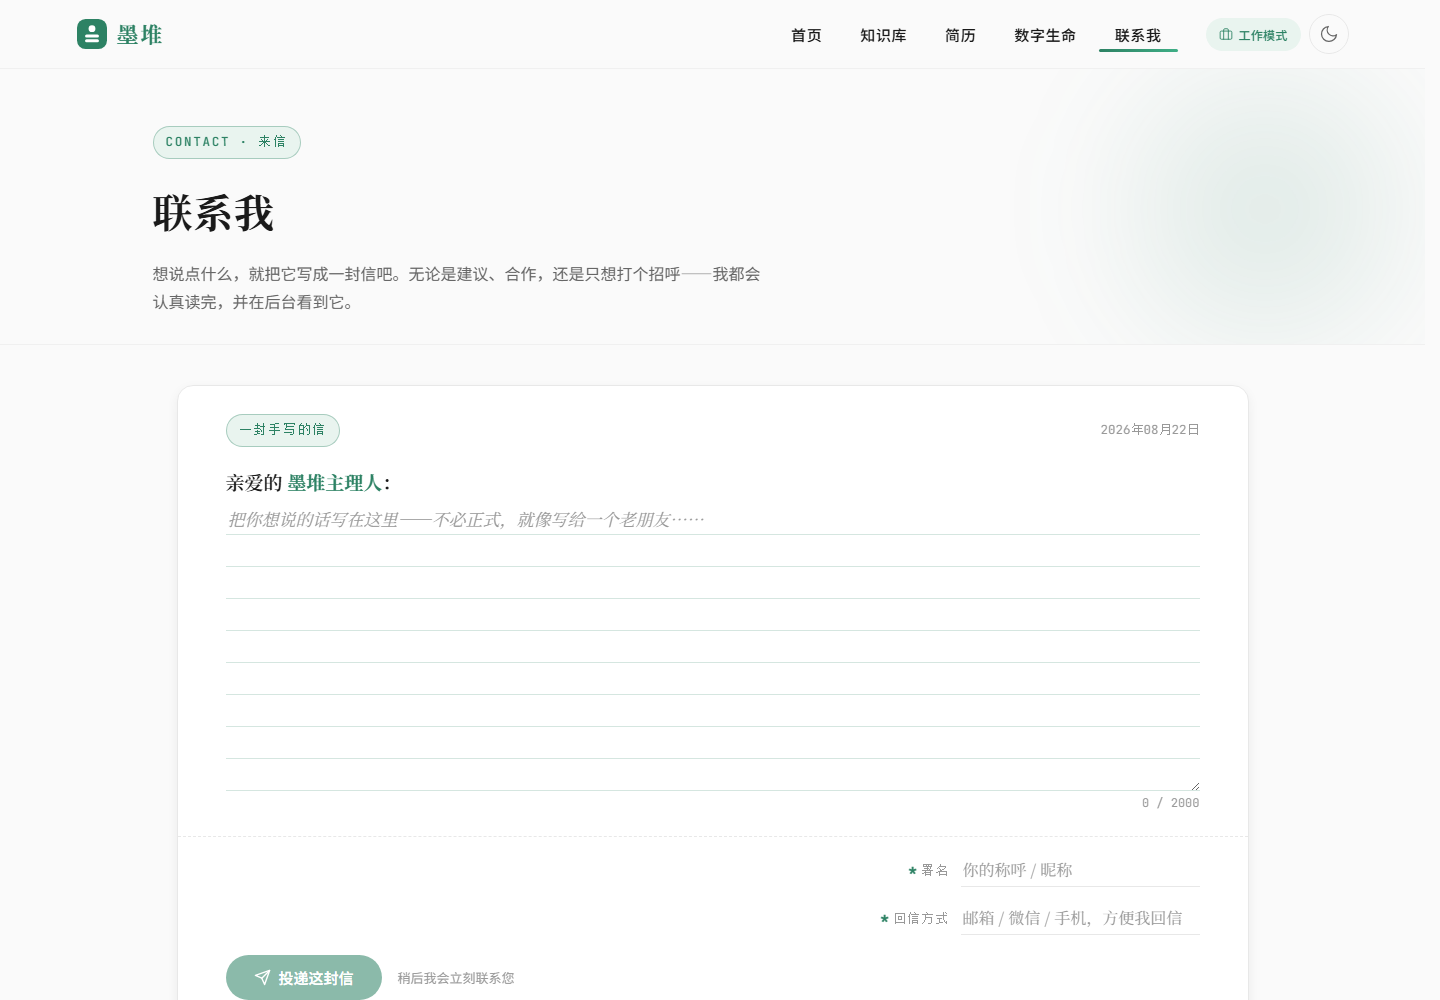 墨堆
首页 知识库 简历 数字生命 联系我 工作模式
CONTACT · 来信
联系我
想说点什么，就把它写成一封信吧。无论是建议、合作，还是只想打个招呼——我都会
认真读完，并在后台看到它。
一封手写的信
2026年08月22日
亲爱的 墨堆主理人：
把你想说的话写在这里——不必正式，就像写给一个老朋友……
0 / 2000
* 署名 你的称呼 / 昵称
* 回信方式 邮箱 / 微信 / 手机，方便我回信
投递这封信 稍后我会立刻联系您